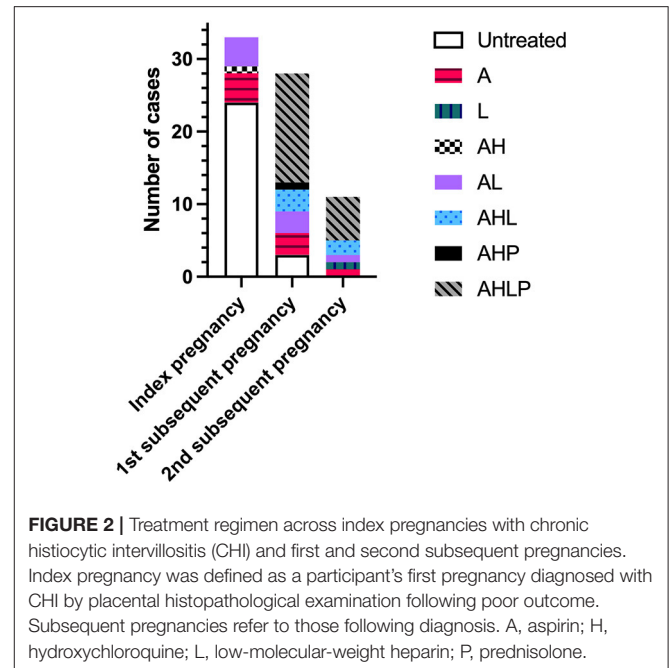 Number of cases
30
20
10
0
Index pregnancy
1st subsequent pregnancy
2nd subsequent pregnancy
Untreated
A
L
AH
AL
AHL
AHP
AHLP
FIGURE 2 | Treatment regimen across index pregnancies with chronic
histiocytic intervillositis (CHI) and first and second subsequent pregnancies.
Index pregnancy was defined as a participant's first pregnancy diagnosed with
CHI by placental histopathological examination following poor outcome.
Subsequent pregnancies refer to those following diagnosis. A, aspirin; H,
hydroxychloroquine; L, low-molecular-weight heparin; P, prednisolone.